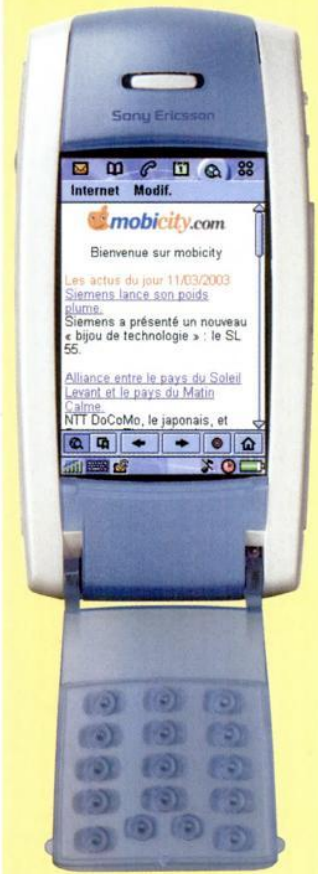 Sony Ericsson
Internet Modif.
mobicity.com
Bienvenue sur mobicity
Les actus du jour 11/03/2003
Siemens lance son poids
plume.
Siemens a présenté un nouveau
« bijou de technologie » : le SL
55.
Alliance entre le pays du Soleil
Levant et le pays du Matin
Calme.
NTT DoCoMo, le japonais, et